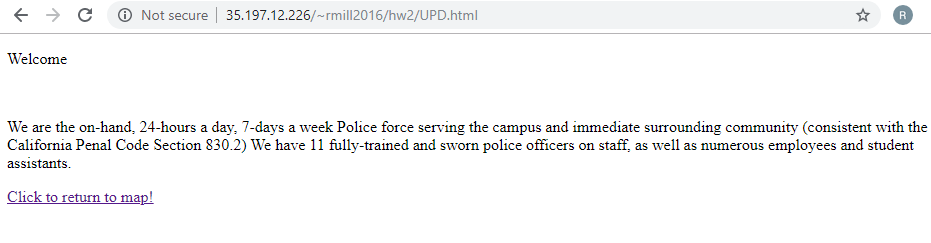 Not secure | 35.197.12.226/~rmill2016/hw2/UPD.html
R
Welcome
We are the on-hand, 24-hours a day, 7-days a week Police force serving the campus and immediate surrounding community (consistent with the
California Penal Code Section 830.2) We have 11 fully-trained and sworn police officers on staff, as well as numerous employees and student
assistants.
Click to return to map!